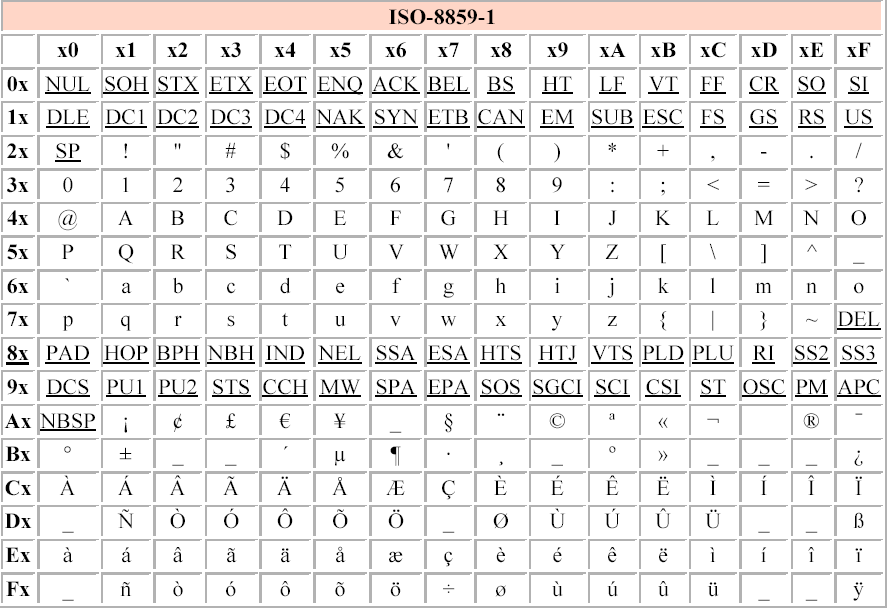 ISO-8859-1
x0 x1 x2 x3 x4 x5 x6 x7 x8 x9 xA xB xC xD xE xF
0x NUL SOH STX ETX EOT ENQ ACK BEL BS HT LF VT FF CR SO SI
1x DLE DC1 DC2 DC3 DC4 NAK SYN ETB CAN EM SUB ESC FS GS RS US
2x SP ! " # $ % & ' ( ) * + , - . /
3x 0 1 2 3 4 5 6 7 8 9 : ; < = > ?
4x @ A B C D E F G H I J K L M N O
5x P Q R S T U V W X Y Z [ \ ] ^ _
6x ` a b c d e f g h i j k l m n o
7x p q r s t u v w x y z { | } ~ DEL
8x PAD HOP BPH NBH IND NEL SSA ESA HTS HTJ VTS PLD PLU RI SS2 SS3
9x DCS PU1 PU2 STS CCH MW SPA EPA SOS SGCI SCI CSI ST OSC PM APC
Ax NBSP ¡ ¢ £ € ¥ _ § ¨ © ª « ¬ ® ¯
Bx ° ± _ _ ´ µ ¶ · ¸ _ º » _ _ _ ¿
Cx À Á Â Ã Ä Å Æ Ç È É Ê Ë Ì Í Î Ï
Dx _ Ñ Ò Ó Ô Õ Ö _ Ø Ù Ú Û Ü _ _ ß
Ex à á â ã ä å æ ç è é ê ë ì í î ï
Fx _ ñ ò ó ô õ ö ÷ ø ù ú û ü _ _ ÿ